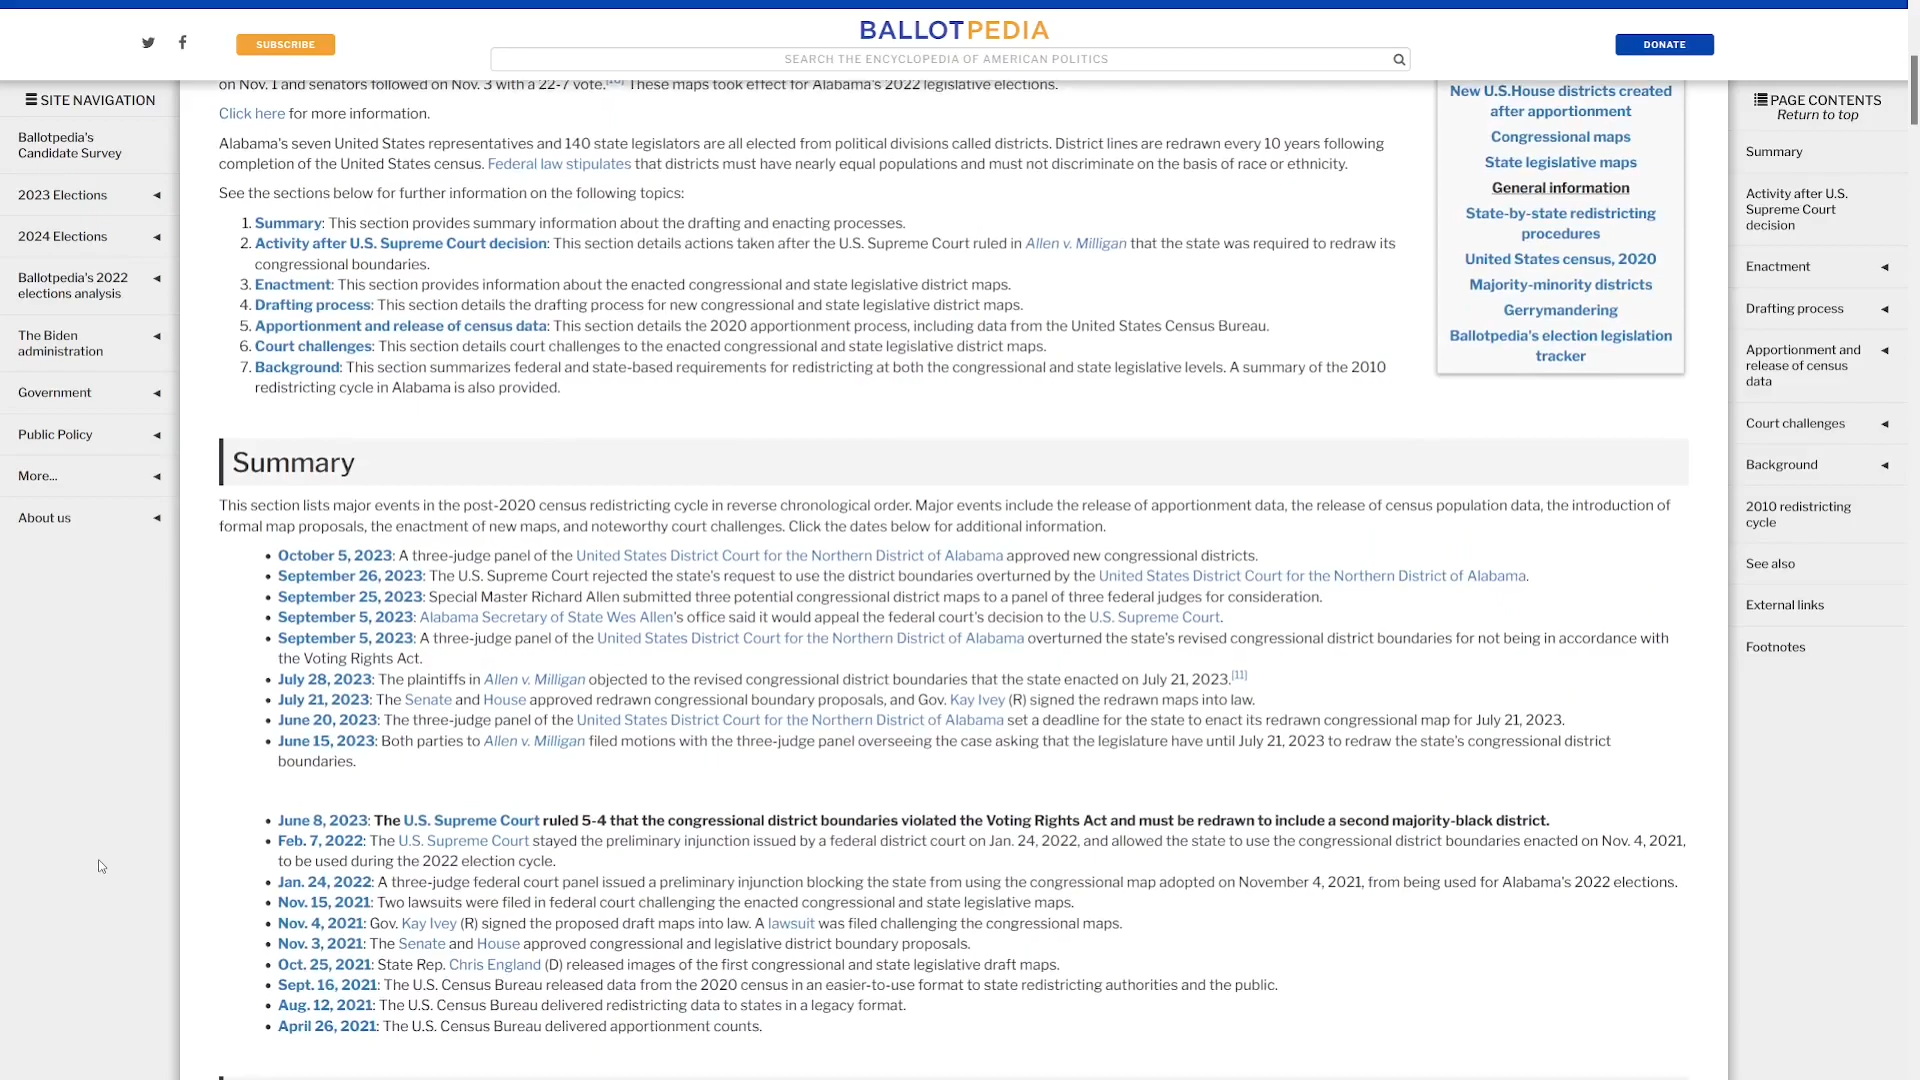 BALLOTPEDIA
SUBSCRIBE
SEARCH THE ENCYCLOPEDIA OF AMERICAN POLITICS
DONATE
SITE NAVIGATION
Ballotpedia's
Candidate Survey
2023 Elections
2024 Elections
Ballotpedia's 2022
elections analysis
The Biden
administration
Government
Public Policy
More...
About us
on Nov. 1 and senators followed on Nov. 3 with a 22-7 vote.[10] These maps took effect for Alabama's 2022 legislative elections.
Click here for more information.
Alabama's seven United States representatives and 140 state legislators are all elected from political divisions called districts. District lines are redrawn every 10 years following
completion of the United States census. Federal law stipulates that districts must have nearly equal populations and must not discriminate on the basis of race or ethnicity.
See the sections below for further information on the following topics:
1. Summary: This section provides summary information about the drafting and enacting processes.
2. Activity after U.S. Supreme Court decision: This section details actions taken after the U.S. Supreme Court ruled in Allen v. Milligan that the state was required to redraw its
congressional boundaries.
3. Enactment: This section provides information about the enacted congressional and state legislative district maps.
4. Drafting process: This section details the drafting process for new congressional and state legislative district maps.
5. Apportionment and release of census data: This section details the 2020 apportionment process, including data from the United States Census Bureau.
6. Court challenges: This section details court challenges to the enacted congressional and state legislative district maps.
7. Background: This section summarizes federal and state-based requirements for redistricting at both the congressional and state legislative levels. A summary of the 2010
redistricting cycle in Alabama is also provided.
New U.S.House districts created
after apportionment
Congressional maps
State legislative maps
General information
State-by-state redistricting
procedures
United States census, 2020
Majority-minority districts
Gerrymandering
Ballotpedia's election legislation
tracker
Summary
This section lists major events in the post-2020 census redistricting cycle in reverse chronological order. Major events include the release of apportionment data, the release of census population data, the introduction of
formal map proposals, the enactment of new maps, and noteworthy court challenges. Click the dates below for additional information.
• October 5, 2023: A three-judge panel of the United States District Court for the Northern District of Alabama approved new congressional districts.
• September 26, 2023: The U.S. Supreme Court rejected the state's request to use the district boundaries overturned by the United States District Court for the Northern District of Alabama.
• September 25, 2023: Special Master Richard Allen submitted three potential congressional district maps to a panel of three federal judges for consideration.
• September 5, 2023: Alabama Secretary of State Wes Allen's office said it would appeal the federal court's decision to the U.S. Supreme Court.
• September 5, 2023: A three-judge panel of the United States District Court for the Northern District of Alabama overturned the state's revised congressional district boundaries for not being in accordance with
the Voting Rights Act.
• July 28, 2023: The plaintiffs in Allen v. Milligan objected to the revised congressional district boundaries that the state enacted on July 21, 2023.[11]
• July 21, 2023: The Senate and House approved redrawn congressional boundary proposals, and Gov. Kay Ivey (R) signed the redrawn maps into law.
• June 20, 2023: The three-judge panel of the United States District Court for the Northern District of Alabama set a deadline for the state to enact its redrawn congressional map for July 21, 2023.
• June 15, 2023: Both parties to Allen v. Milligan filed motions with the three-judge panel overseeing the case asking that the legislature have until July 21, 2023 to redraw the state's congressional district
boundaries.
• June 8, 2023: The U.S. Supreme Court ruled 5-4 that the congressional district boundaries violated the Voting Rights Act and must be redrawn to include a second majority-black district.
• Feb. 7, 2022: The U.S. Supreme Court stayed the preliminary injunction issued by a federal district court on Jan. 24, 2022, and allowed the state to use the congressional district boundaries enacted on Nov. 4, 2021,
to be used during the 2022 election cycle.
• Jan. 24, 2022: A three-judge federal court panel issued a preliminary injunction blocking the state from using the congressional map adopted on November 4, 2021, from being used for Alabama's 2022 elections.
• Nov. 15, 2021: Two lawsuits were filed in federal court challenging the enacted congressional and state legislative maps.
• Nov. 4, 2021: Gov. Kay Ivey (R) signed the proposed draft maps into law. A lawsuit was filed challenging the congressional maps.
• Nov. 3, 2021: The Senate and House approved congressional and legislative district boundary proposals.
• Oct. 25, 2021: State Rep. Chris England (D) released images of the first congressional and state legislative draft maps.
• Sept. 16, 2021: The U.S. Census Bureau released data from the 2020 census in an easier-to-use format to state redistricting authorities and the public.
• Aug. 12, 2021: The U.S. Census Bureau delivered redistricting data to states in a legacy format.
• April 26, 2021: The U.S. Census Bureau delivered apportionment counts.
PAGE CONTENTS
Return to top
Summary
Activity after U.S.
Supreme Court
decision
Enactment
Drafting process
Apportionment and
release of census
data
Court challenges
Background
2010 redistricting
cycle
See also
External links
Footnotes